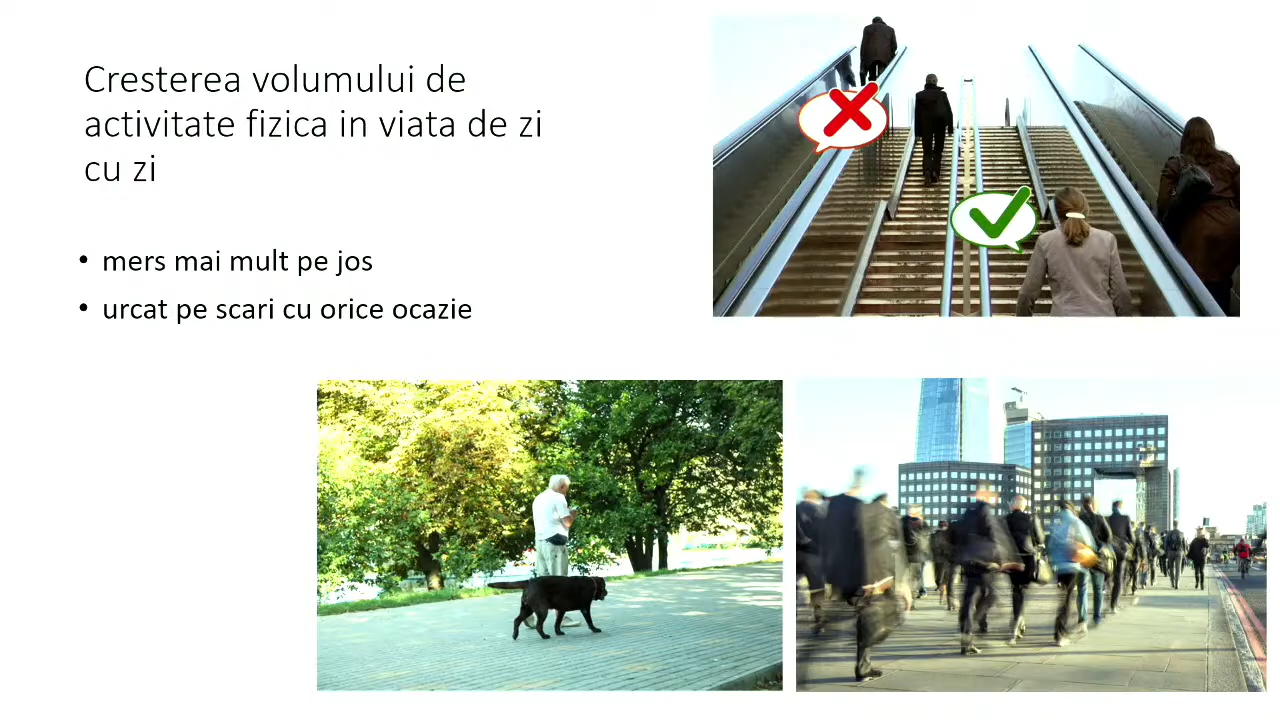 Cresterea volumului de
activitate fizica in viata de zi
cu zi
• mers mai mult pe jos
• urcat pe scari cu orice ocazie